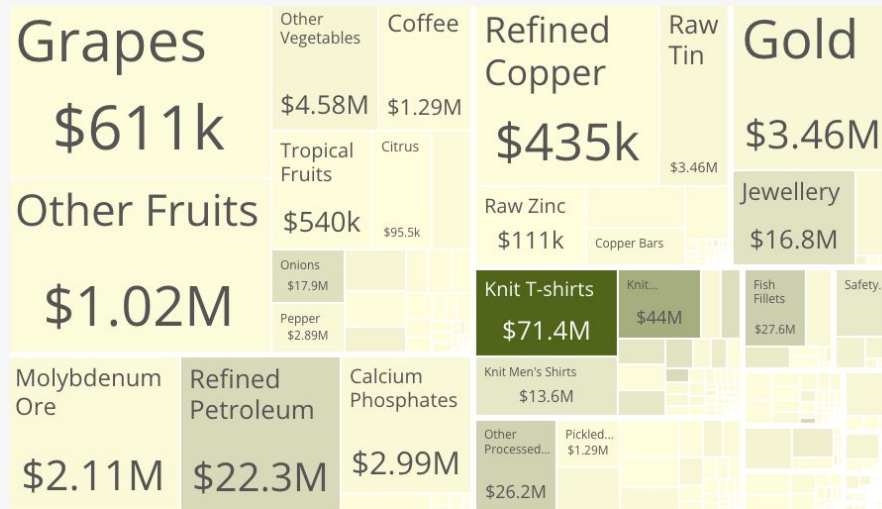 Grapes
$611k
Other
Vegetables
$4.58M
Coffee
$1.29M
Tropical
Fruits
$540k
Citrus
$95.5k
Other Fruits
$1.02M
Onions
$17.9M
Pepper
$2.89M
Molybdenum
Ore
$2.11M
Refined
Petroleum
$22.3M
Calcium
Phosphates
$2.99M
Refined
Copper
$435k
Raw
Tin
$3.46M
Raw Zinc
$111k
Copper Bars
Gold
$3.46M
Jewellery
$16.8M
Knit T-shirts
$71.4M
Knit...
$44M
Knit Men's Shirts
$13.6M
Fish
Fillets
$27.6M
Safety...
Other
Processed...
$26.2M
Pickled...
$1.29M